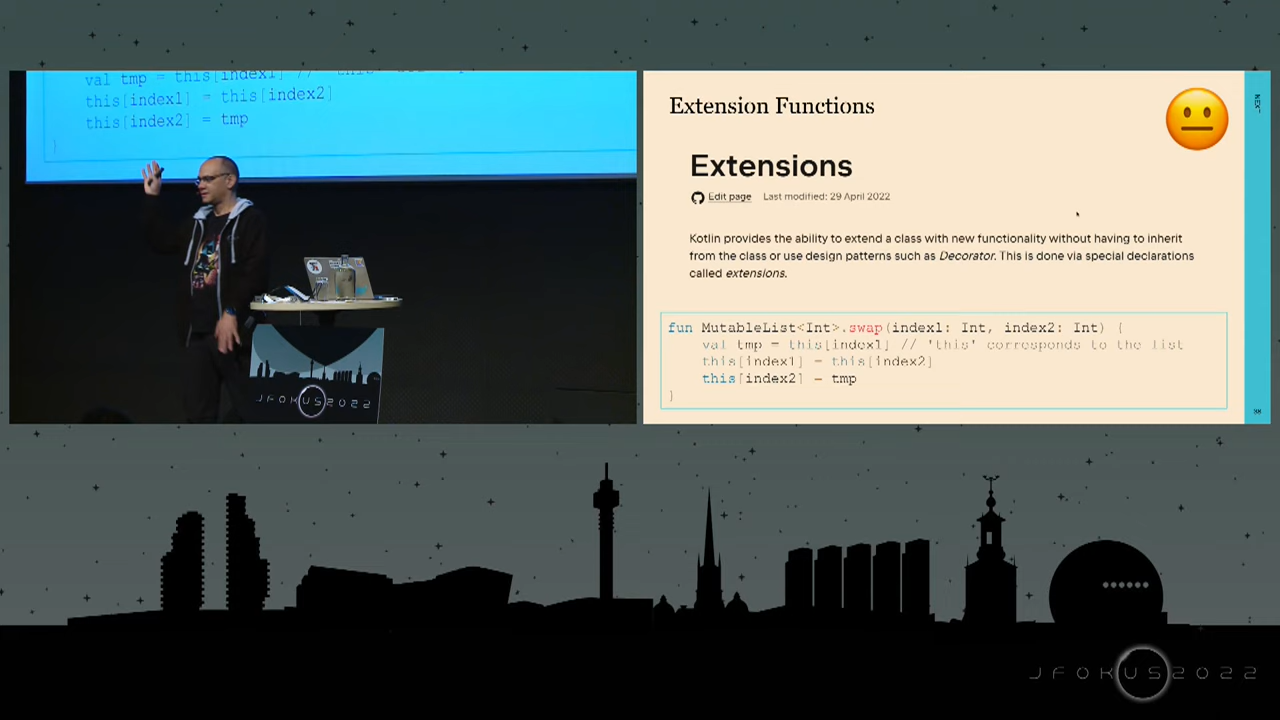 val tmp = this[index1] //
this[index1] = this[index2]
this[index2] = tmp
}
JFOKUS2022
Extension Functions
NEXT
Extensions
Edit page Last modified: 29 April 2022
Kotlin provides the ability to extend a class with new functionality without having to inherit
from the class or use design patterns such as Decorator. This is done via special declarations
called extensions.
fun MutableList<Int>.swap(index1: Int, index2: Int) {
val tmp = this[index1] // 'this' corresponds to the list
this[index1] = this[index2]
this[index2] = tmp
}
JFOKUS2022